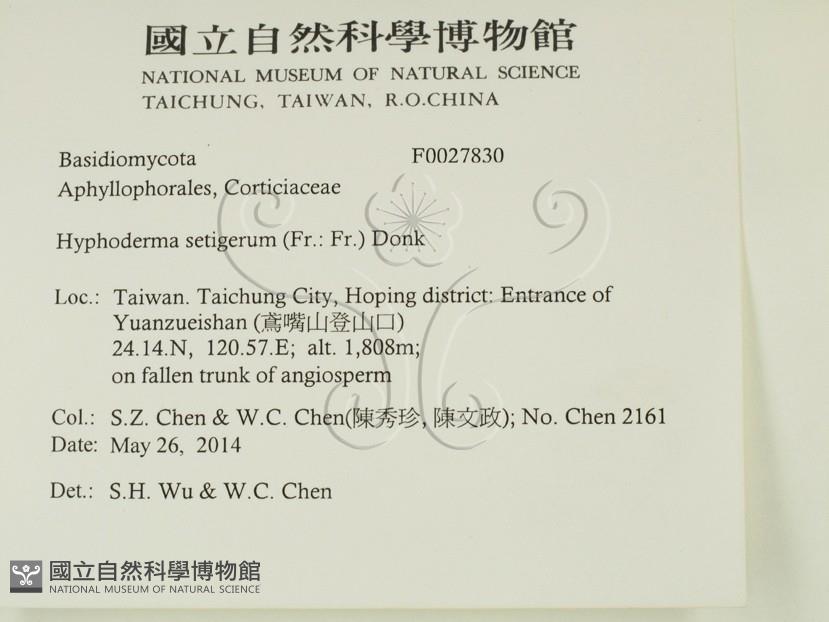 國立自然科學博物館
NATIONAL MUSEUM OF NATURAL SCIENCE
TAICHUNG, TAIWAN, R.O.CHINA
Basidiomycota F0027830
Aphyllophorales, Corticiaceae
Hyphoderma setigerum (Fr.: Fr.) Donk
Loc.: Taiwan. Taichung City, Hoping district: Entrance of
Yuanzueishan (鳶嘴山登山口)
24.14.N, 120.57.E; alt. 1,808m;
on fallen trunk of angiosperm
Col.: S.Z. Chen & W.C. Chen(陳秀珍, 陳文政); No. Chen 2161
Date: May 26, 2014
Det.: S.H. Wu & W.C. Chen
國立自然科學博物館
NATIONAL MUSEUM OF NATURAL SCIENCE